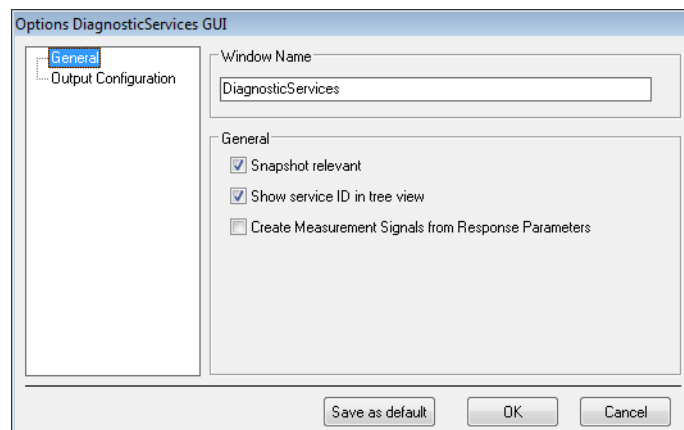 Options DiagnosticServices GUI
General
Output Configuration
Window Name
DiagnosticServices
General
Snapshot relevant
Show service ID in tree view
Create Measurement Signals from Response Parameters
Save as default
OK
Cancel